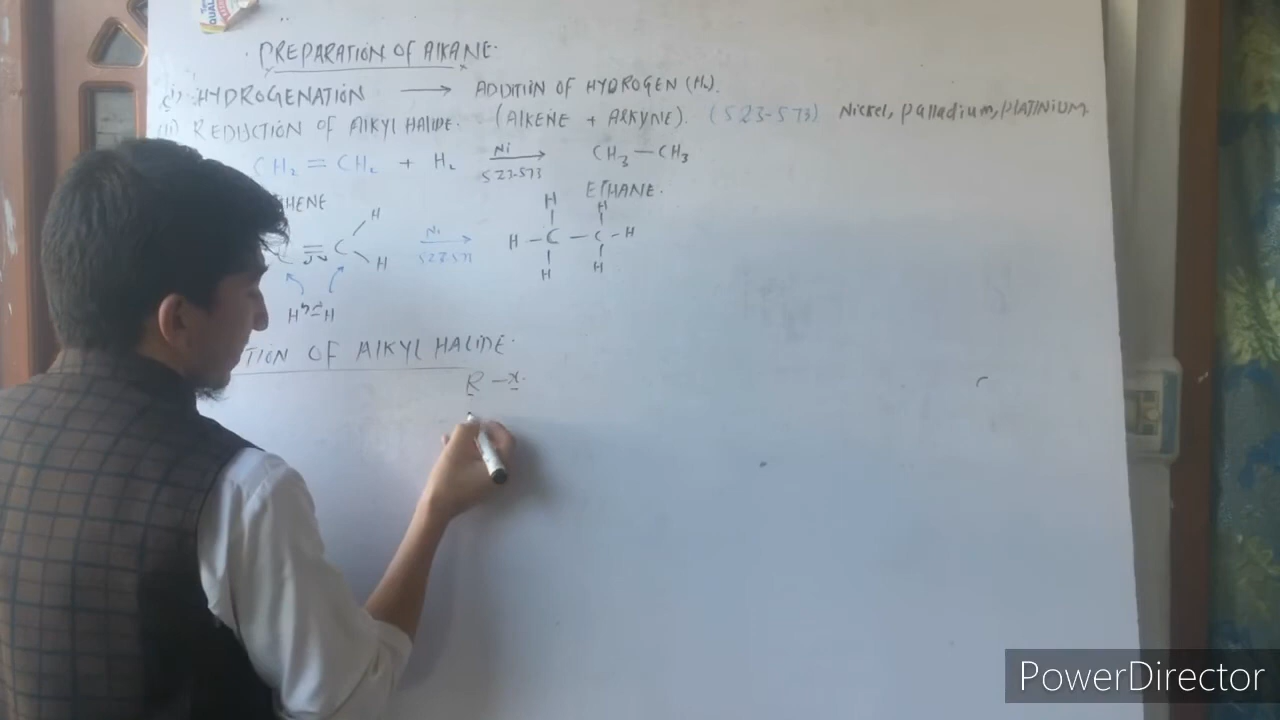 PREPARATION OF AlKANE.
i) HYDROGENATION → ADDITION OF HYDROGEN (H₂).
(ii) REDUCTION OF AlKYL HALIDE. (AlKENE + AlKYNE). (523-573) Nickel, palladium, PLATINIUM
CH₂ = CH₂ + H₂ Ni 523-573 → CH₃ — CH₃
HENE ETHANE.
H H
C = C H Ni 523-573 → H - C - C - H
H H H
H - H
TION OF AlKYL HALIDE.
R - x.
PowerDirector